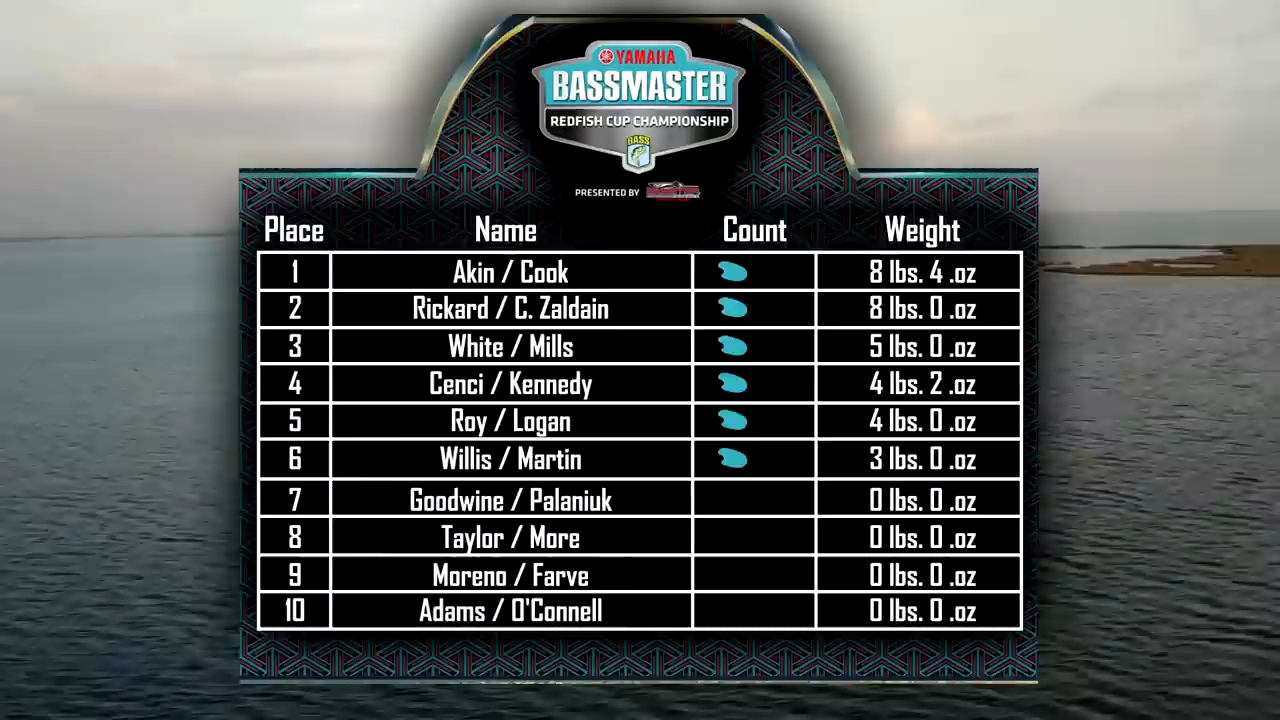 YAMAHA
BASSMASTER
REDFISH CUP CHAMPIONSHIP
BASS
PRESENTED BY
Place Name Count Weight
1 Akin / Cook 8 lbs. 4 .oz
2 Rickard / C. Zaldain 8 lbs. 0 .oz
3 White / Mills 5 lbs. 0 .oz
4 Cenci / Kennedy 4 lbs. 2 .oz
5 Roy / Logan 4 lbs. 0 .oz
6 Willis / Martin 3 lbs. 0 .oz
7 Goodwine / Palaniuk 0 lbs. 0 .oz
8 Taylor / More 0 lbs. 0 .oz
9 Moreno / Farve 0 lbs. 0 .oz
10 Adams / O'Connell 0 lbs. 0 .oz